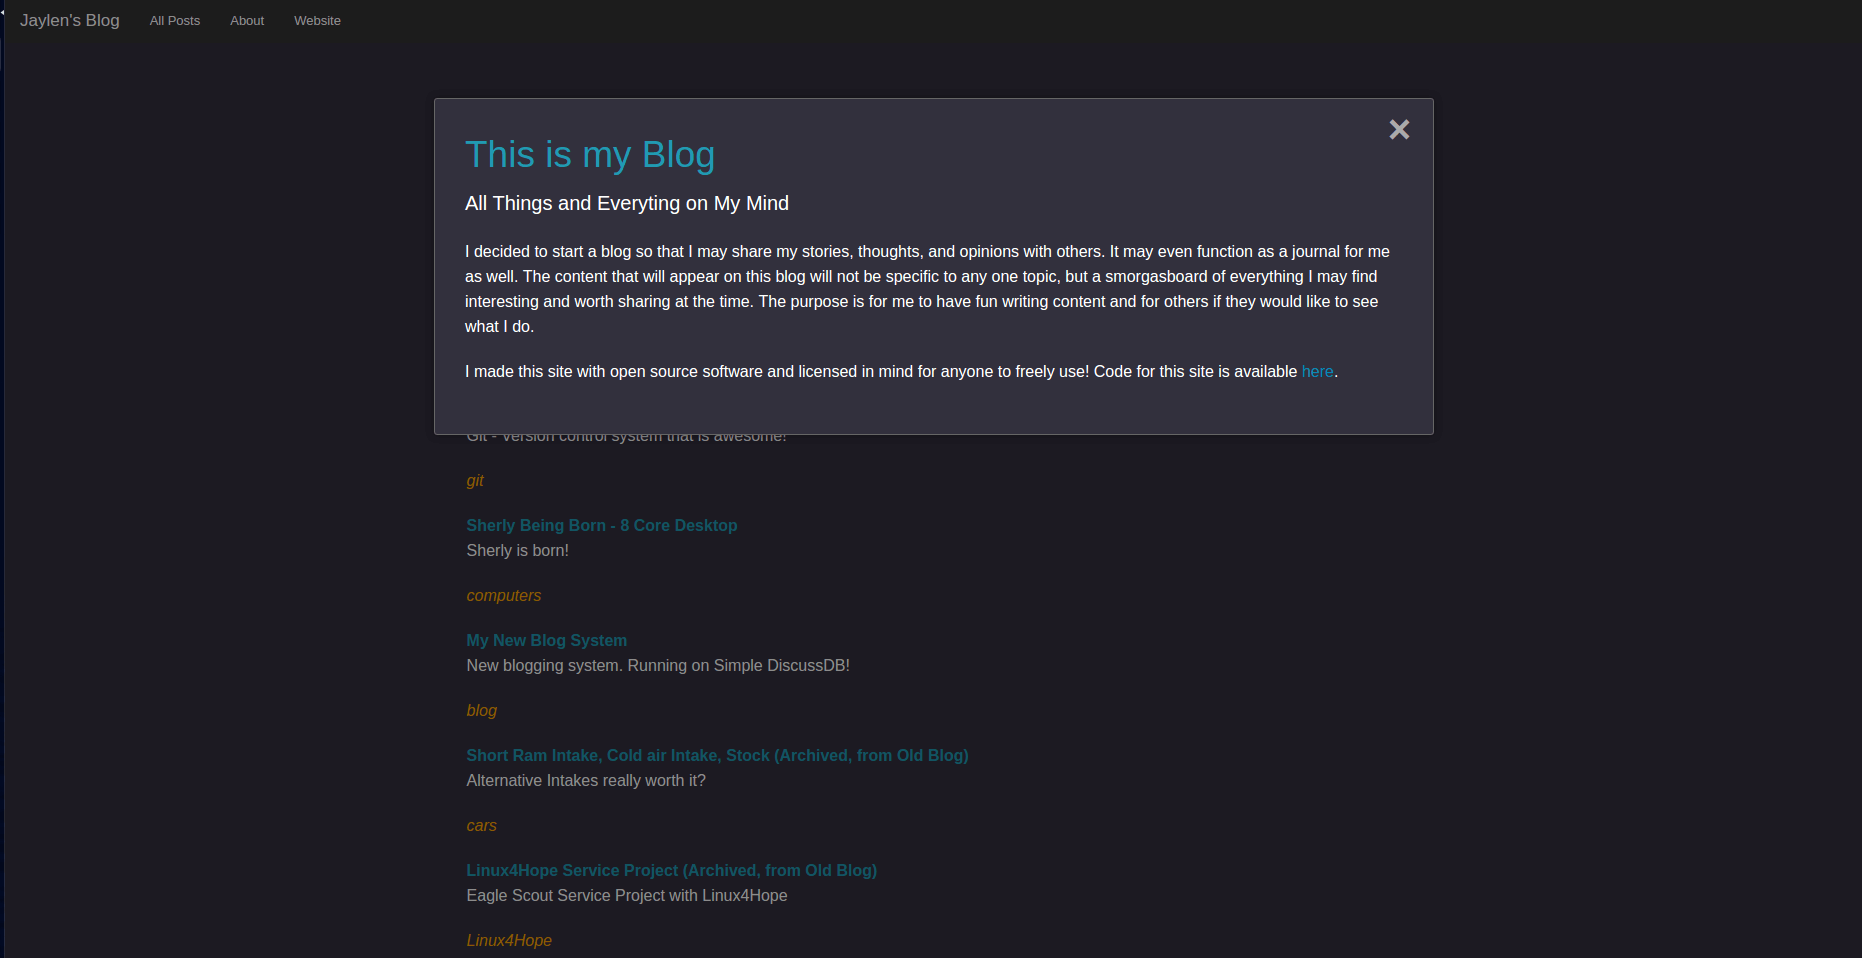 Jaylen's Blog All Posts About Website
This is my Blog
All Things and Everyting on My Mind
I decided to start a blog so that I may share my stories, thoughts, and opinions with others. It may even function as a journal for me
as well. The content that will appear on this blog will not be specific to any one topic, but a smorgasboard of everything I may find
interesting and worth sharing at the time. The purpose is for me to have fun writing content and for others if they would like to see
what I do.
I made this site with open source software and licensed in mind for anyone to freely use! Code for this site is available here.
Git - Version control system that is awesome!
git
Sherly Being Born - 8 Core Desktop
Sherly is born!
computers
My New Blog System
New blogging system. Running on Simple DiscussDB!
blog
Short Ram Intake, Cold air Intake, Stock (Archived, from Old Blog)
Alternative Intakes really worth it?
cars
Linux4Hope Service Project (Archived, from Old Blog)
Eagle Scout Service Project with Linux4Hope
Linux4Hope